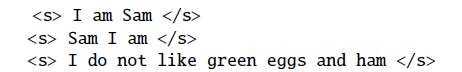 <s> I am Sam </s>
<s> Sam I am </s>
<s> I do not like green eggs and ham </s>